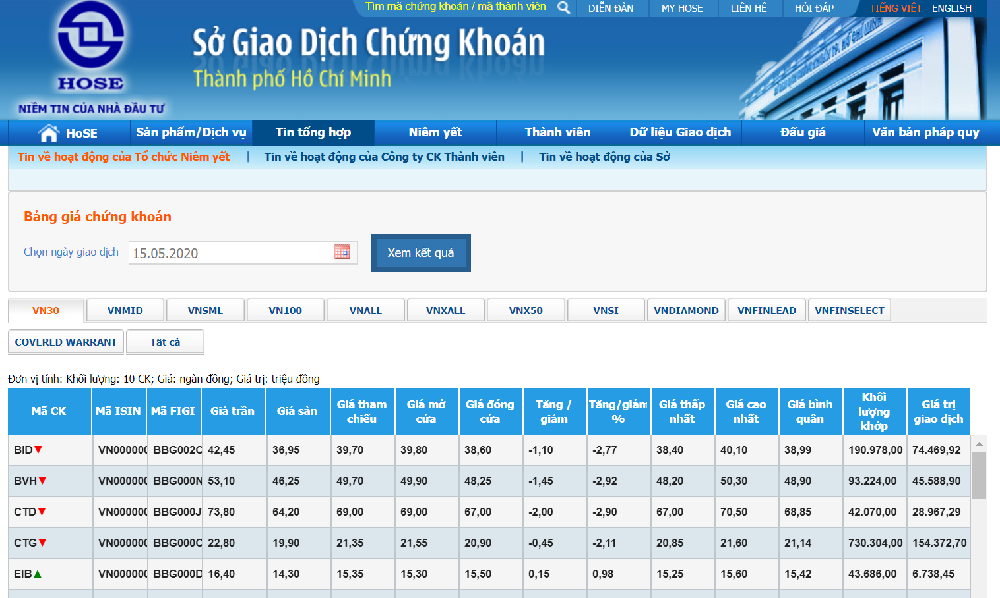 Tìm mã chứng khoán / mã thành viên DIỄN ĐÀN MY HOSE LIÊN HỆ HỎI ĐÁP TIẾNG VIỆT ENGLISH
Sở Giao Dịch Chứng Khoán
Thành phố Hồ Chí Minh
HOSE
NIỀM TIN CỦA NHÀ ĐẦU TƯ
HoSE Sản phẩm/Dịch vụ Tin tổng hợp Niêm yết Thành viên Dữ liệu Giao dịch Đấu giá Văn bản pháp quy
Tin về hoạt động của Tổ chức Niêm yết | Tin về hoạt động của Công ty CK Thành viên | Tin về hoạt động của Sở
Bảng giá chứng khoán
Chọn ngày giao dịch 15.05.2020 Xem kết quả
VN30 VNMID VNSML VN100 VNALL VNXALL VNX50 VNSI VNDIAMOND VNFINLEAD VNFINSELECT
COVERED WARRANT Tất cả
Đơn vị tính: Khối lượng: 10 CK; Giá: ngàn đồng; Giá trị: triệu đồng
Mã CK Mã ISIN Mã FIGI Giá trần Giá sàn Giá tham chiếu Giá mở cửa Giá đóng cửa Tăng / giảm Tăng/giảm % Giá thấp nhất Giá cao nhất Giá bình quân Khối lượng khớp Giá trị giao dịch
BID VN000000 BBG002C 42,45 36,95 39,70 39,80 38,60 -1,10 -2,77 38,40 40,10 38,99 190.978,00 74.469,92
BVH VN000000 BBG000N 53,10 46,25 49,70 49,90 48,25 -1,45 -2,92 48,20 50,30 48,90 93.224,00 45.588,90
CTD VN000000 BBG000J 73,80 64,20 69,00 69,00 67,00 -2,00 -2,90 67,00 70,50 68,85 42.070,00 28.967,29
CTG VN000000 BBG000C 22,80 19,90 21,35 21,55 20,90 -0,45 -2,11 20,85 21,60 21,14 730.304,00 154.372,70
EIB VN000000 BBG000D 16,40 14,30 15,35 15,30 15,50 0,15 0,98 15,25 15,60 15,42 43.686,00 6.738,45